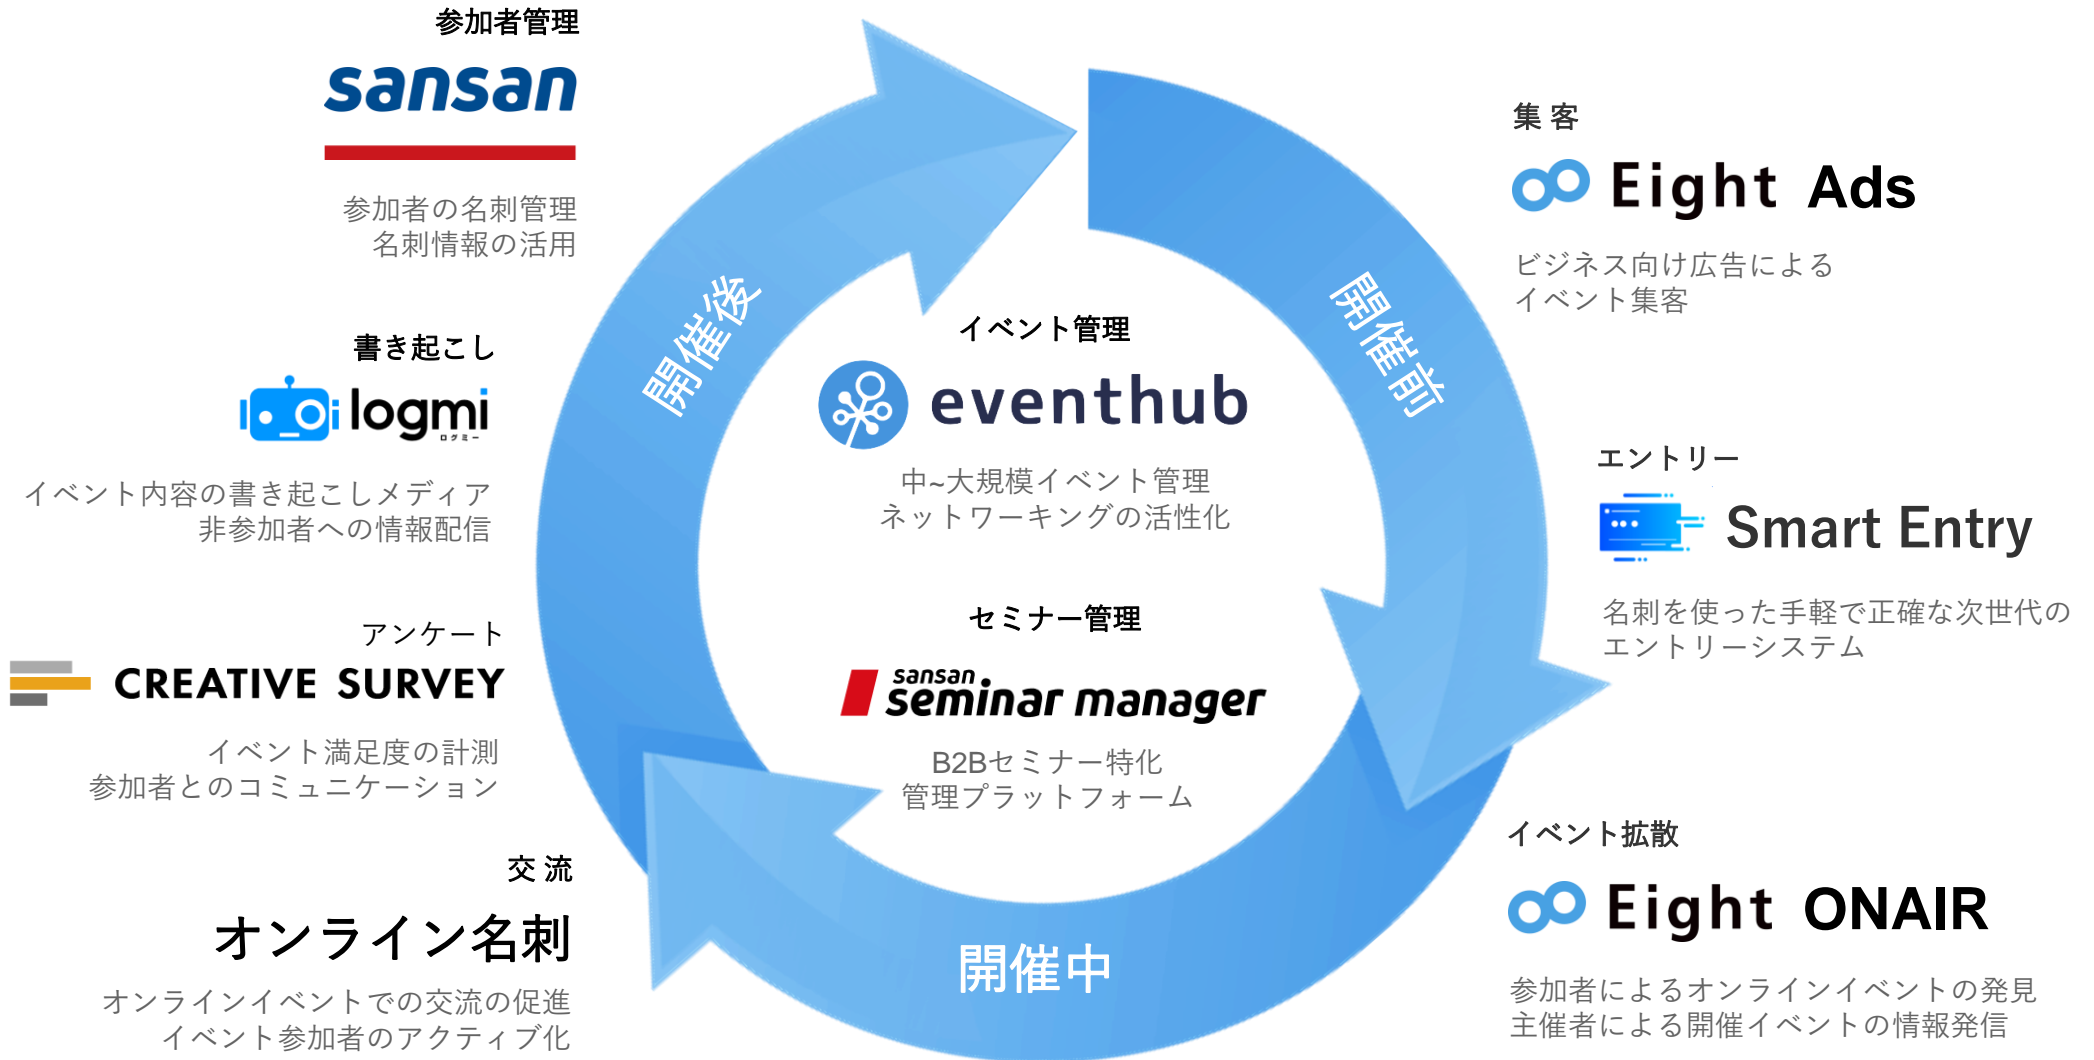 参加者管理
sansan
参加者の名刺管理
名刺情報の活用
書き起こし
logmi
ログミー
イベント内容の書き起こしメディア
非参加者への情報配信
アンケート
CREATIVE SURVEY
イベント満足度の計測
参加者とのコミュニケーション
交流
オンライン名刺
オンラインイベントでの交流の促進
イベント参加者のアクティブ化
開催後
開催前
開催中
イベント管理
eventhub
中~大規模イベント管理
ネットワーキングの活性化
セミナー管理
sansan
seminar manager
B2Bセミナー特化
管理プラットフォーム
集客
Eight Ads
ビジネス向け広告による
イベント集客
エントリー
Smart Entry
名刺を使った手軽で正確な次世代の
エントリーシステム
イベント拡散
Eight ONAIR
参加者によるオンラインイベントの発見
主催者による開催イベントの情報発信